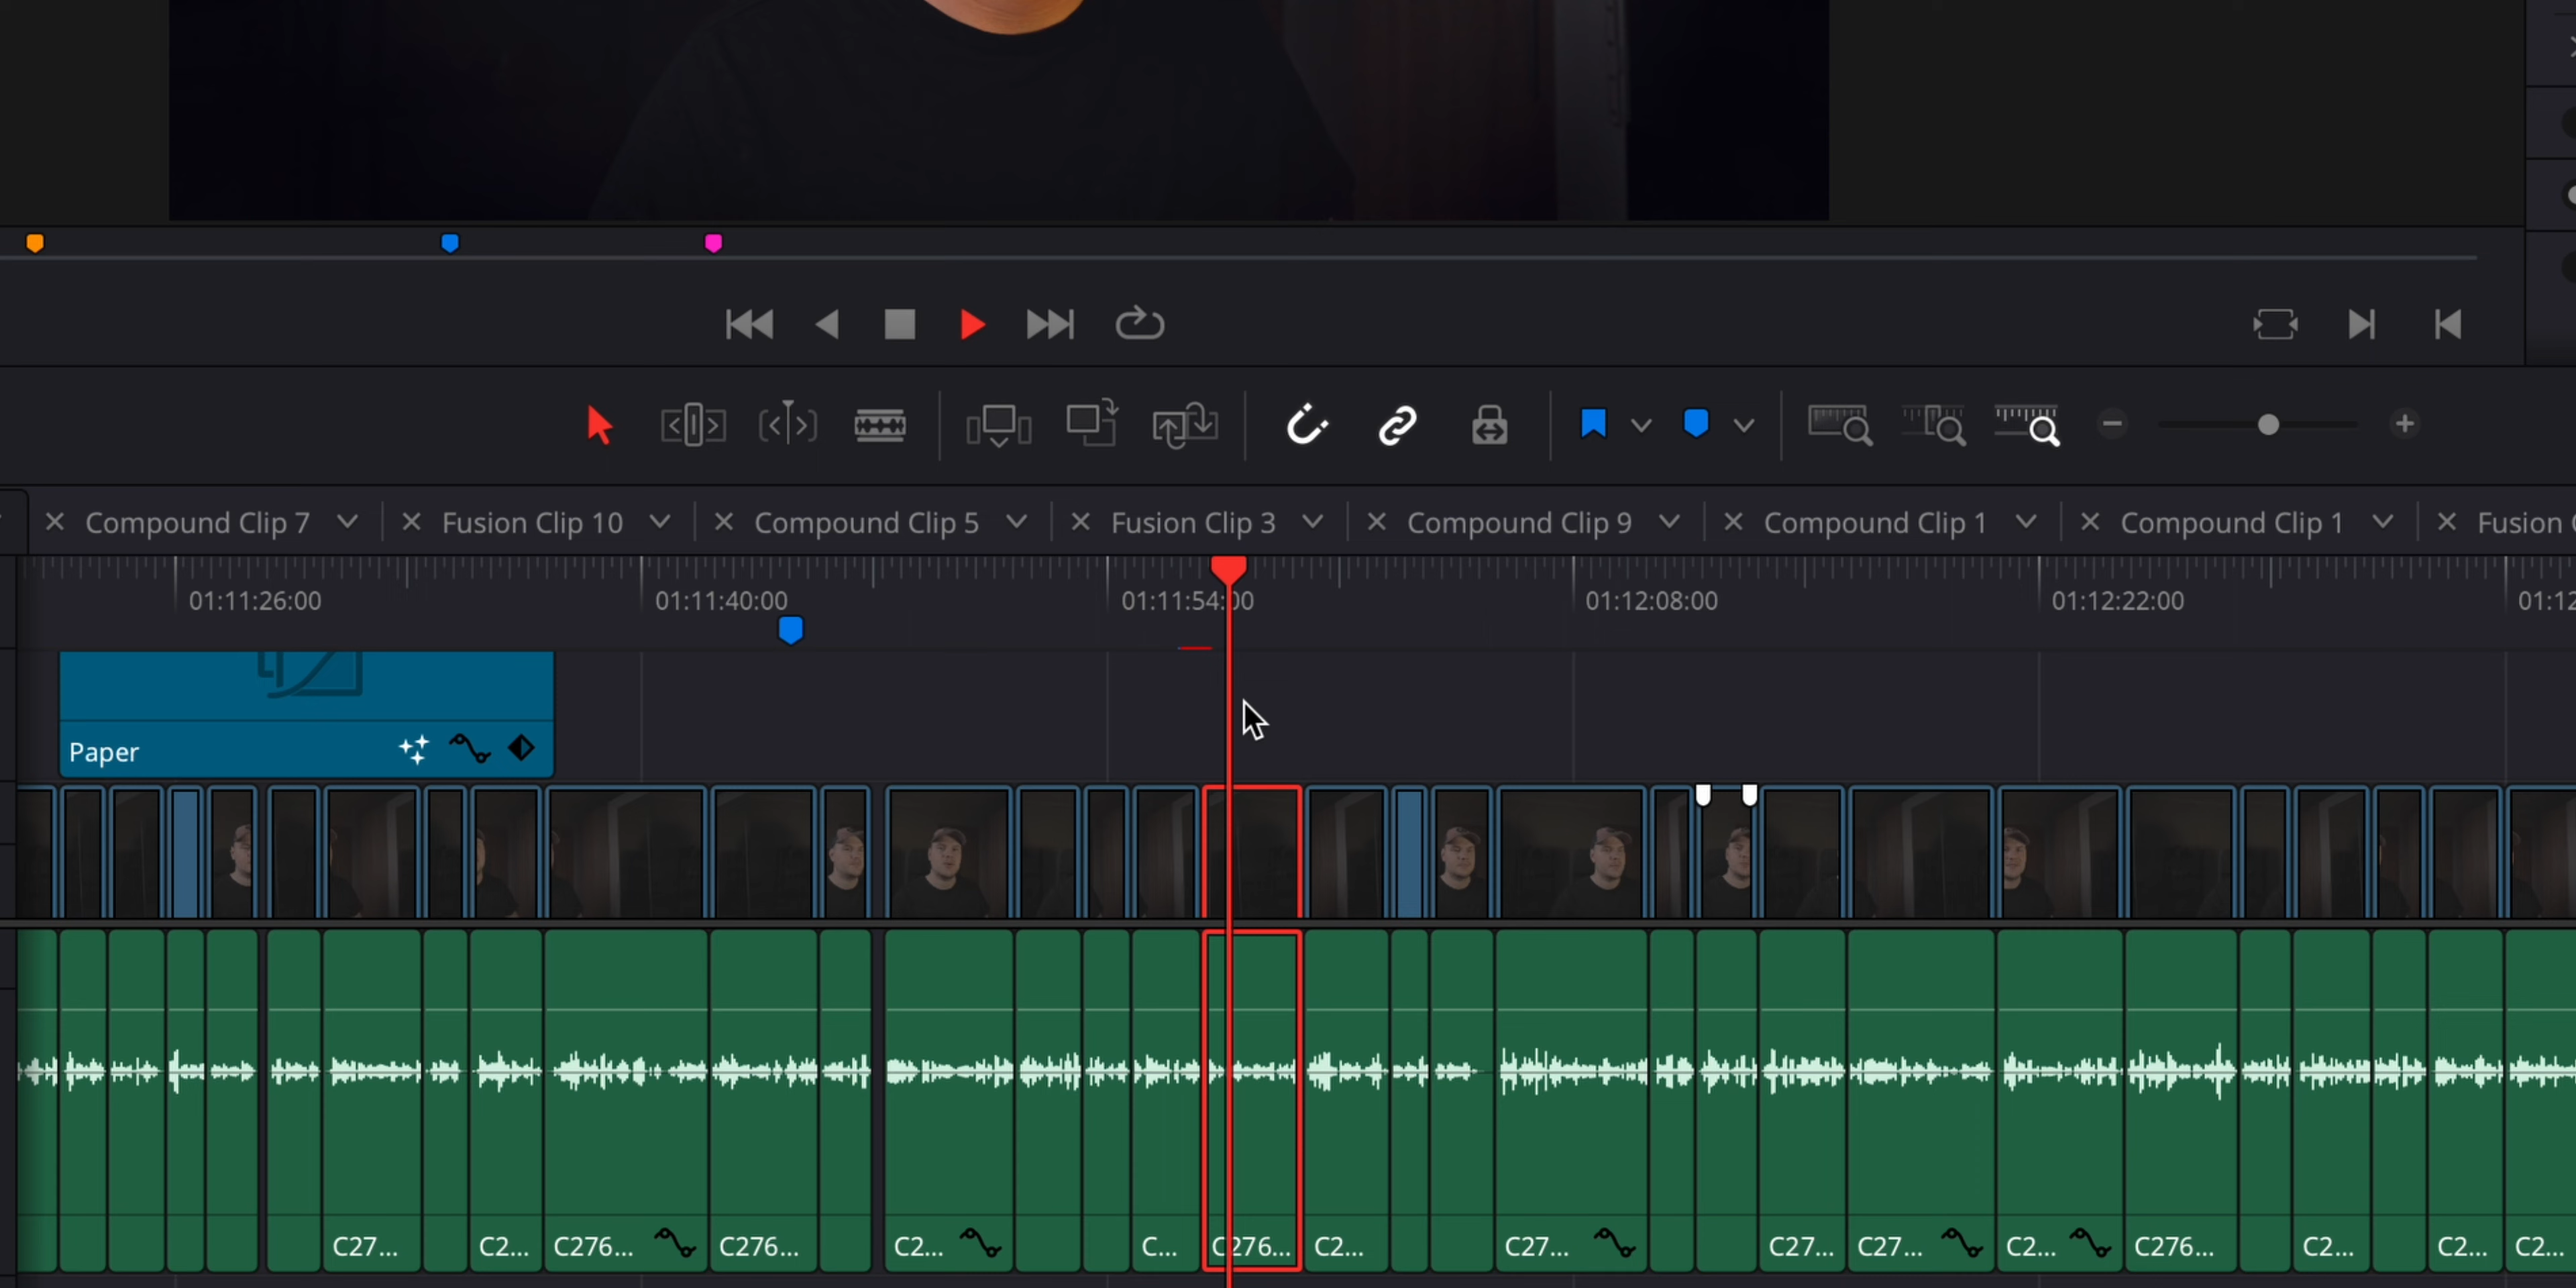 Compound Clip 7 Fusion Clip 10 Compound Clip 5 Fusion Clip 3 Compound Clip 9 Compound Clip 1 Compound Clip 1 Fusion
01:11:26:00 01:11:40:00 01:11:54:00 01:12:08:00 01:12:22:00 01:12
Paper
C27... C2... C276... C276... C2... C... C276... C2... C27... C27... C27... C2... C276... C2... C2... C2...